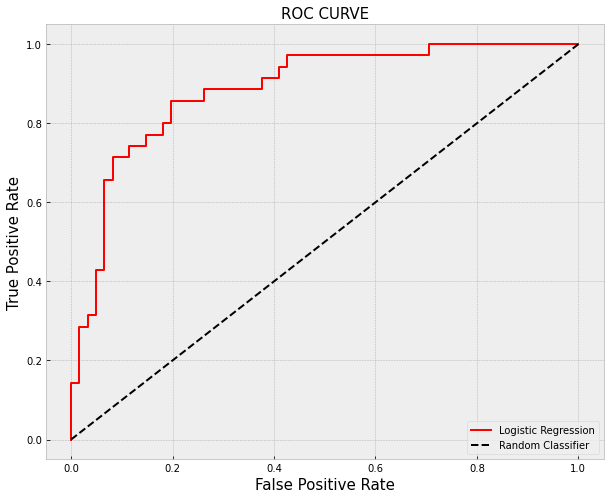 ROC CURVE
1.0
0.8
0.6
0.4
0.2
0.0
True Positive Rate
0.0 0.2 0.4 0.6 0.8 1.0
False Positive Rate
Logistic Regression
Random Classifier